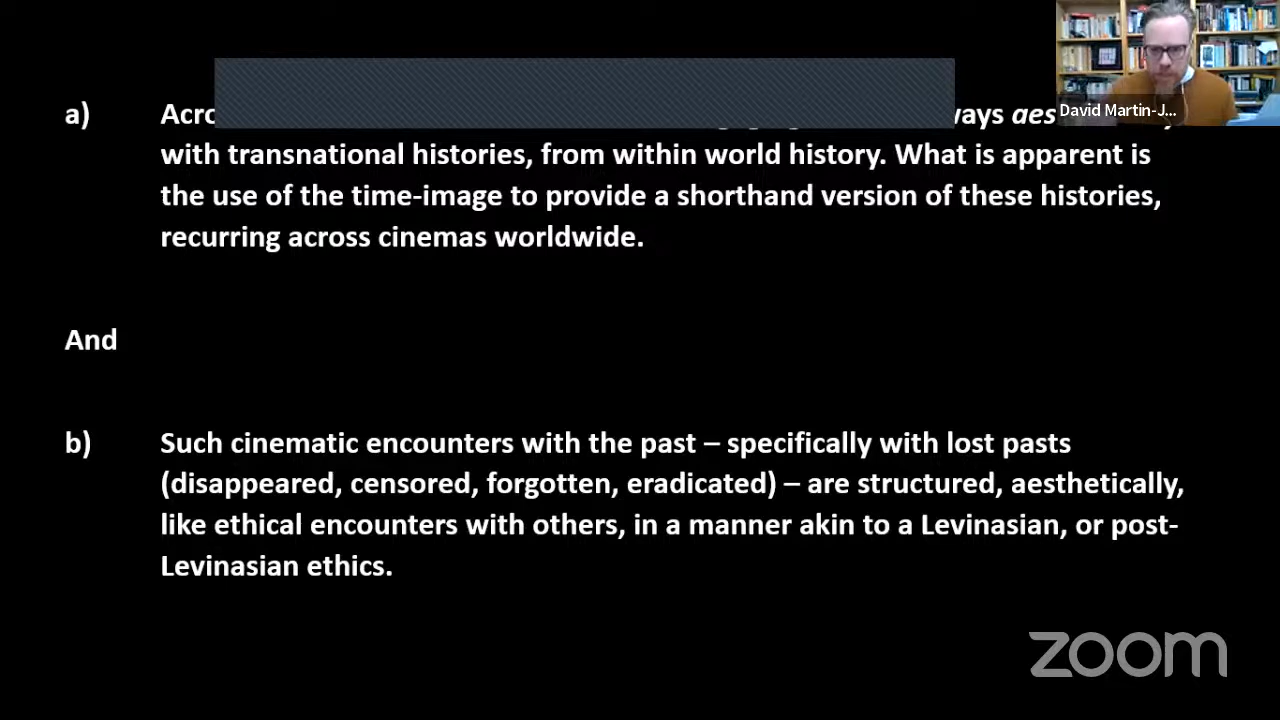 David Martin-J...
a) ways
with transnational histories, from within world history. What is apparent is
the use of the time-image to provide a shorthand version of these histories,
recurring across cinemas worldwide.
And
b) Such cinematic encounters with the past – specifically with lost pasts
(disappeared, censored, forgotten, eradicated) – are structured, aesthetically,
like ethical encounters with others, in a manner akin to a Levinasian, or post-
Levinasian ethics.
zoom